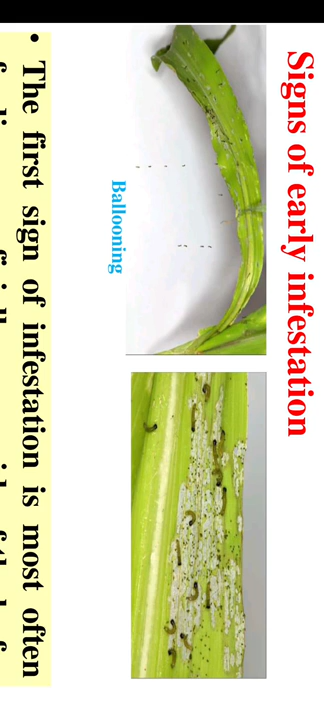 Signs of early infestation
Ballooning
• The first sign of infestation is most often